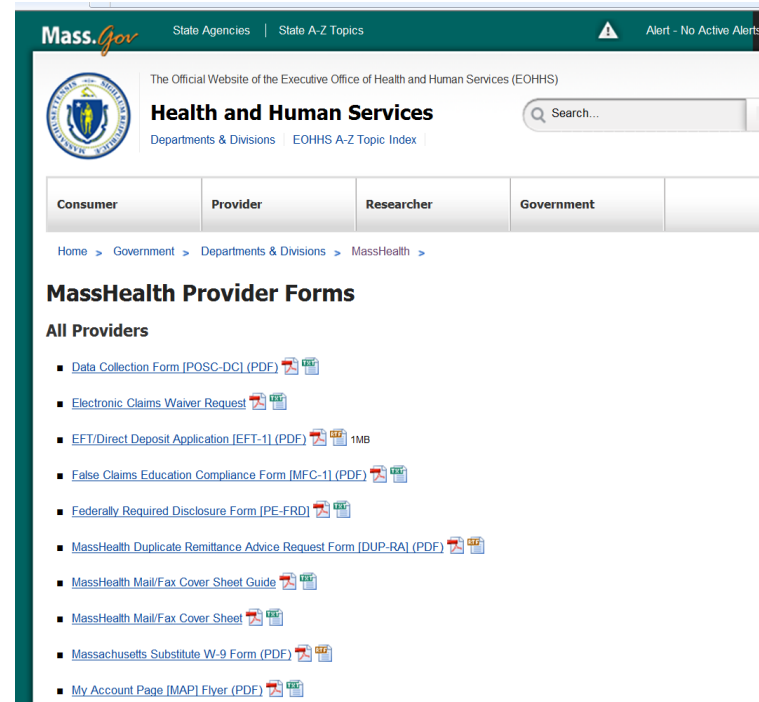 Mass.Gov State Agencies | State A-Z Topics Alert - No Active Alerts
The Official Website of the Executive Office of Health and Human Services (EOHHS)
Health and Human Services
Search...
Departments & Divisions EOHHS A-Z Topic Index
Consumer Provider Researcher Government
Home > Government > Departments & Divisions > MassHealth >
MassHealth Provider Forms
All Providers
Data Collection Form [POSC-DC] (PDF)
Electronic Claims Waiver Request
EFT/Direct Deposit Application [EFT-1] (PDF) 1MB
False Claims Education Compliance Form [MFC-1] (PDF)
Federally Required Disclosure Form [PE-FRD]
MassHealth Duplicate Remittance Advice Request Form [DUP-RA] (PDF)
MassHealth Mail/Fax Cover Sheet Guide
MassHealth Mail/Fax Cover Sheet
Massachusetts Substitute W-9 Form (PDF)
My Account Page [MAP] Flyer (PDF)